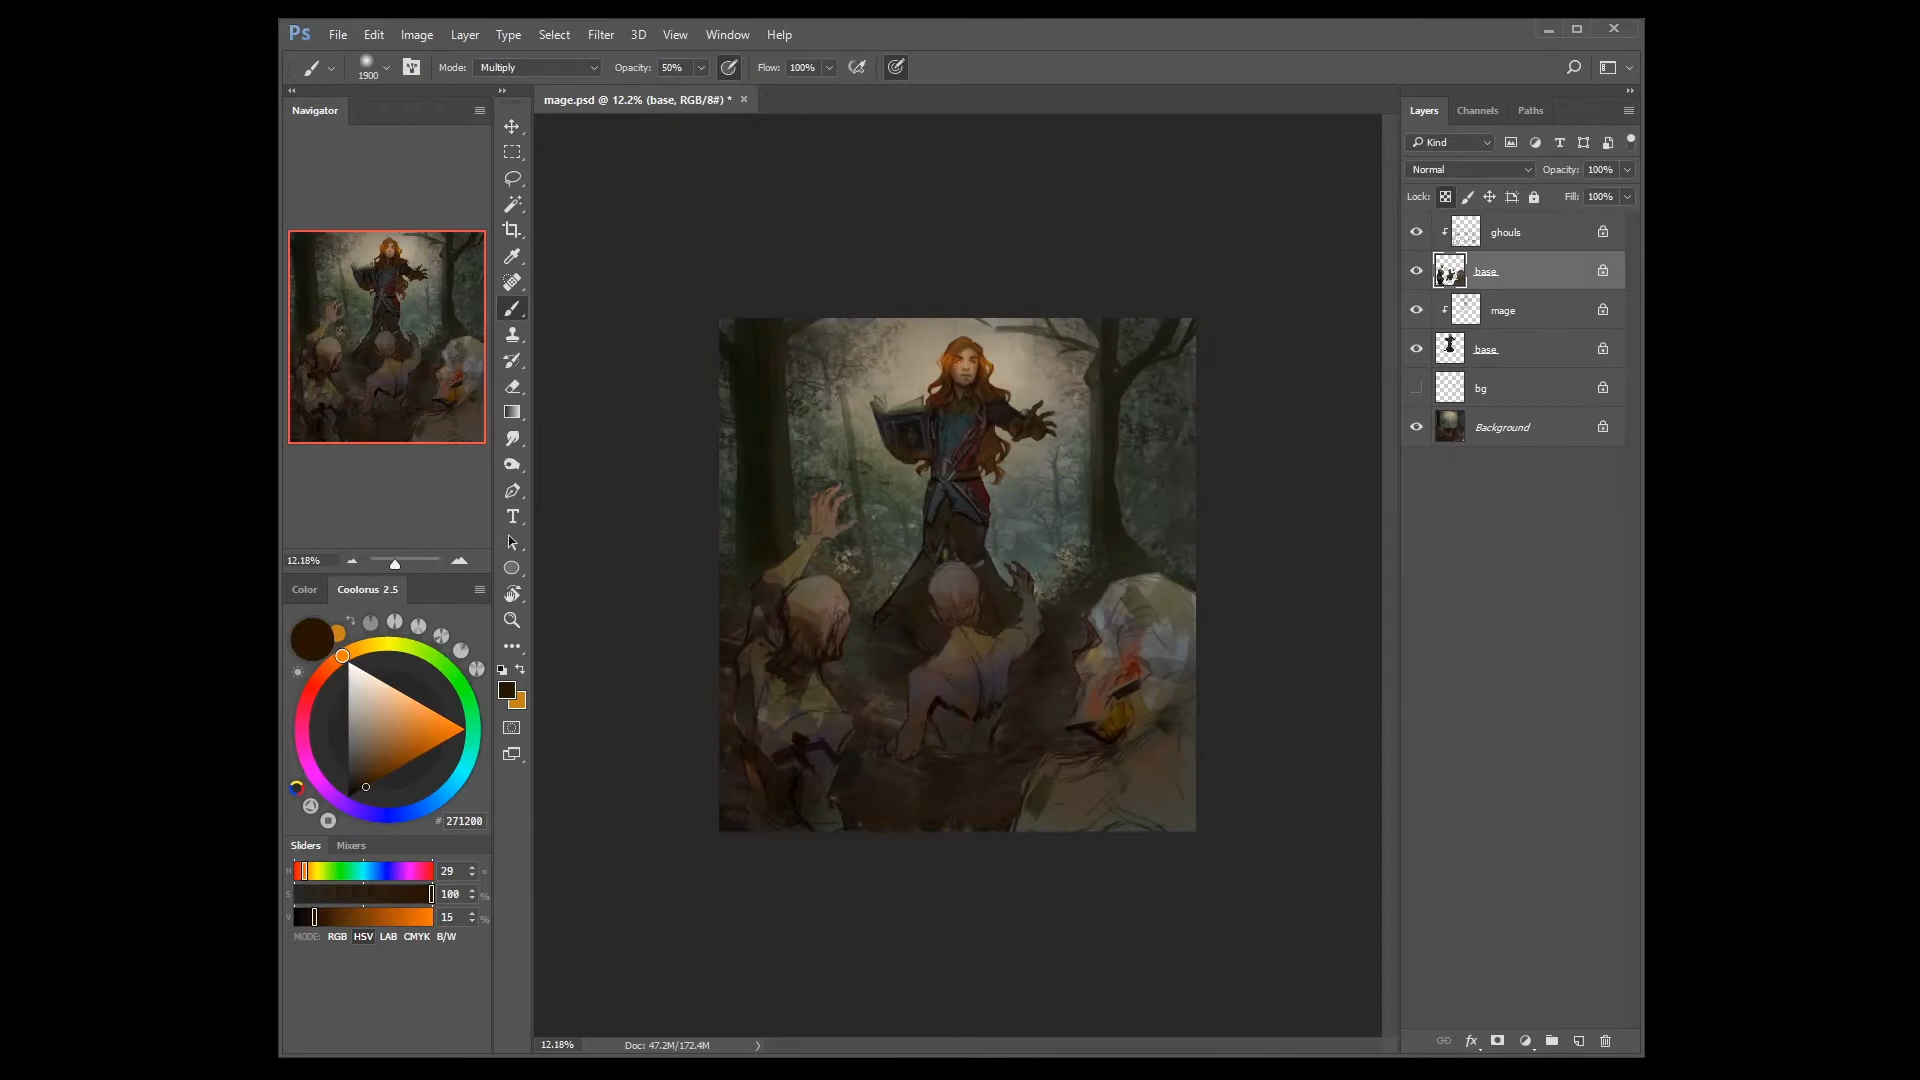 Ps File Edit Image Layer Type Select Filter 3D View Window Help
1900 Mode: Multiply Opacity: 50% Flow: 100%
Navigator
mage.psd @ 12.2% (base, RGB/8#) * ×
Layers Channels Paths
Kind
Normal Opacity: 100%
Lock: Fill: 100%
ghouls
base
mage
base
bg
Background
12.18%
Color Coolorus 2.5
# 271200
Sliders Mixers
H 29 °
S 100 %
V 15 %
MODE: RGB HSV LAB CMYK B/W
12.18% Doc: 47.2M/172.4M